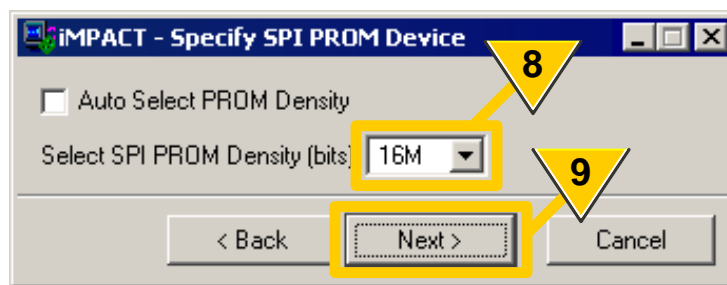 iMPACT - Specify SPI PROM Device
8
Auto Select PROM Density
Select SPI PROM Density (bits) 16M
9
< Back Next > Cancel